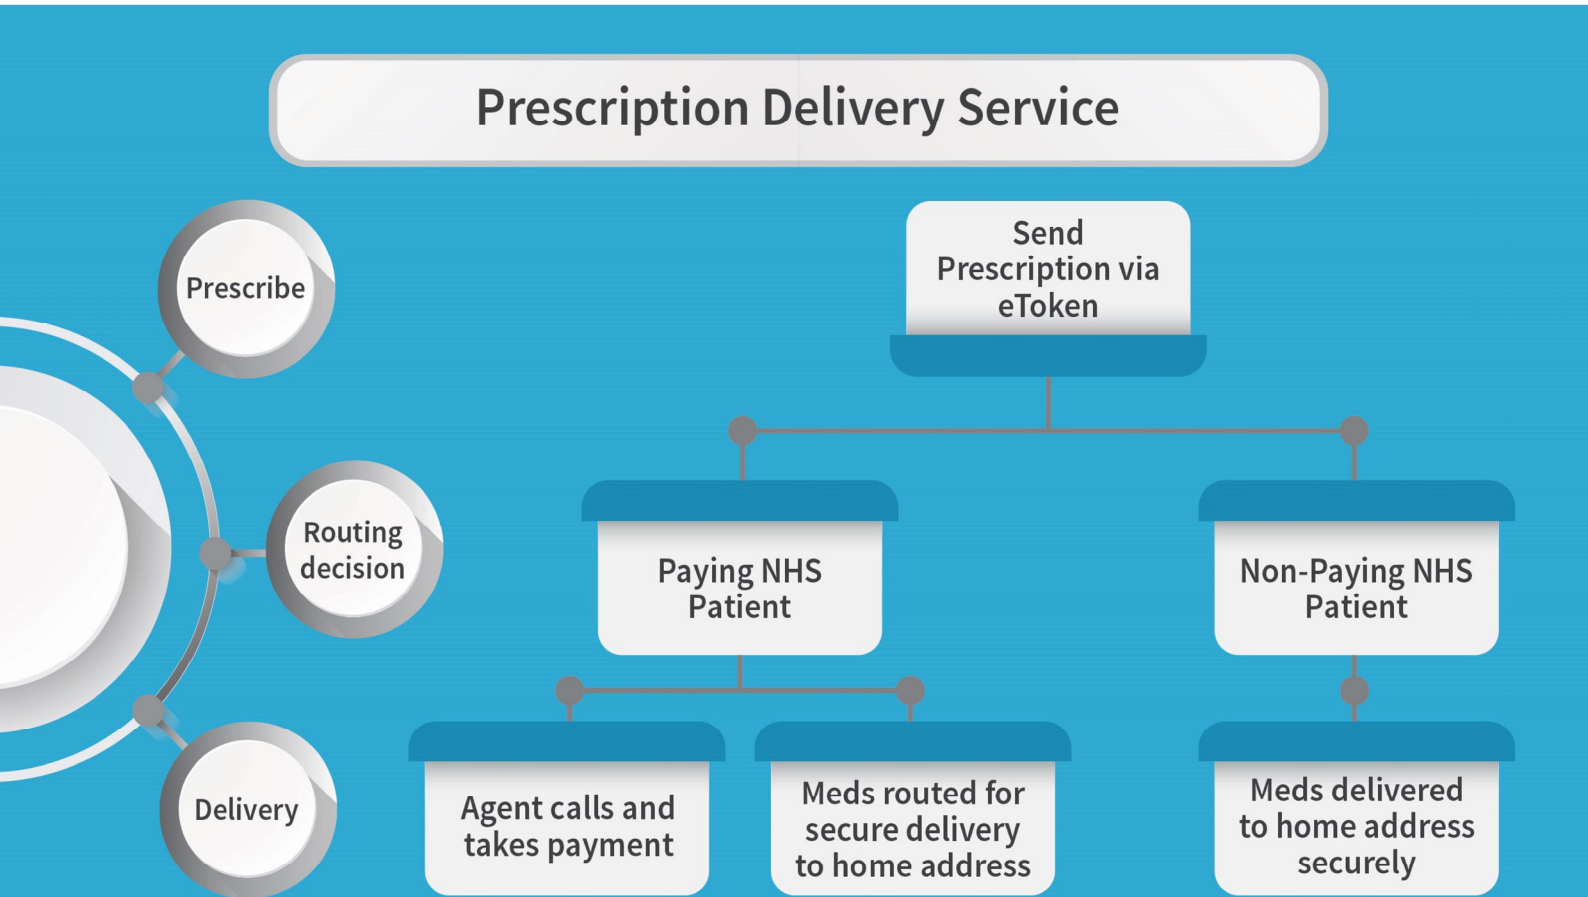 Prescription Delivery Service
Prescribe
Send
Prescription via
eToken
Routing
decision
Paying NHS
Patient
Non-Paying NHS
Patient
Delivery
Agent calls and
takes payment
Meds routed for
secure delivery
to home address
Meds delivered
to home address
securely